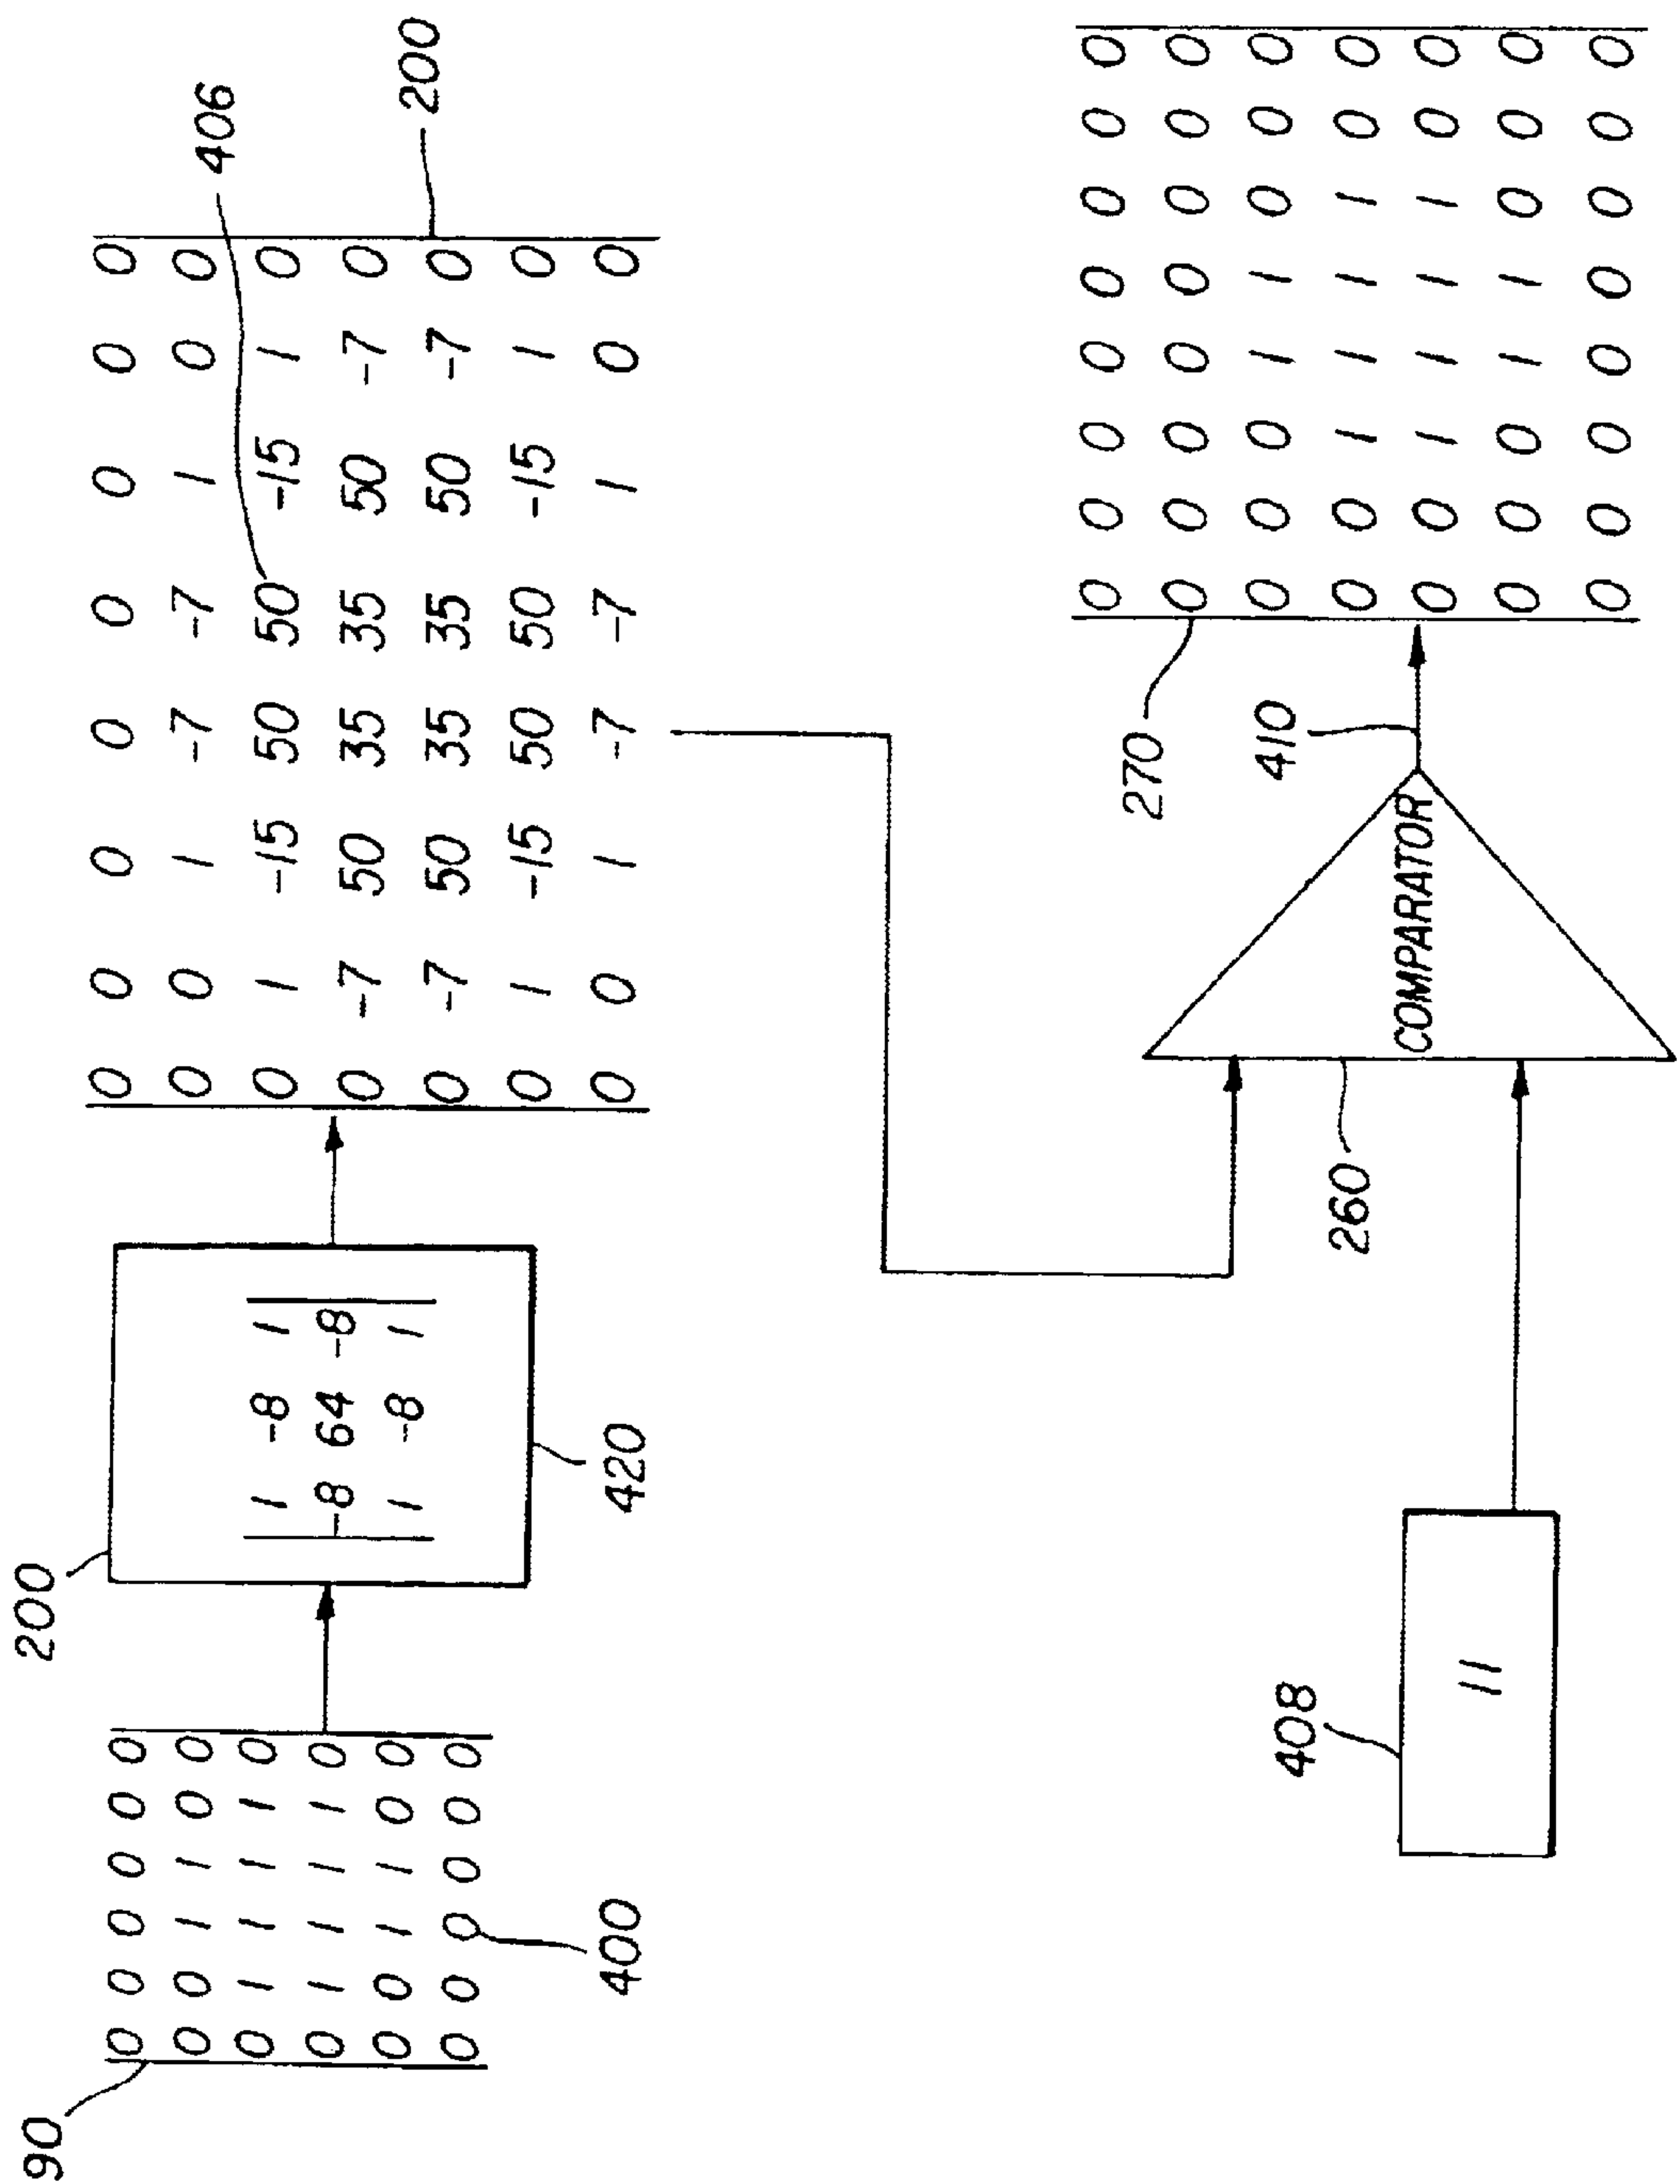 90
0 0 0 0 0 0
0 0 1 1 0 0
0 1 1 1 1 0
0 1 1 1 1 0
0 0 1 1 0 0
0 0 0 0 0 0
400
200
1 -8 1
-8 64 -8
1 -8 1
420
406
200
0 0 0 0 0 0 0 0
0 0 1 -7 -7 1 0 0
0 1 -15 50 50 -15 1 0
0 -7 50 35 35 50 -7 0
0 -7 50 35 35 50 -7 0
0 1 -15 50 50 -15 1 0
0 0 1 -7 -7 1 0 0
408
11
260
COMPARATOR
410
270
0 0 0 0 0 0 0 0
0 0 0 0 0 0 0 0
0 0 0 1 1 0 0 0
0 0 1 1 1 1 0 0
0 0 1 1 1 1 0 0
0 0 0 1 1 0 0 0
0 0 0 0 0 0 0 0